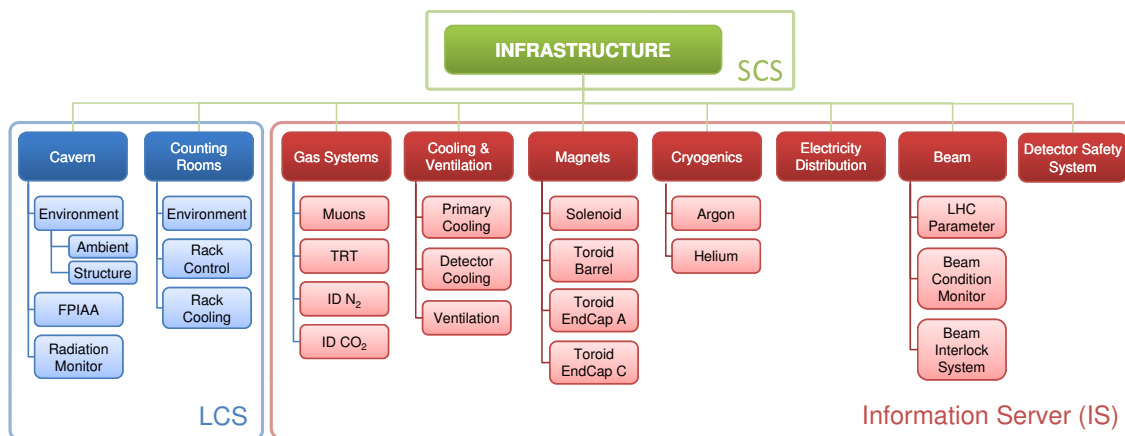 INFRASTRUCTURE
SCS
Cavern
Environment
Ambient
Structure
FPIAA
Radiation
Monitor
Counting
Rooms
Environment
Rack
Control
Rack
Cooling
LCS
Gas Systems
Muons
TRT
ID N₂
ID CO₂
Cooling &
Ventilation
Primary
Cooling
Detector
Cooling
Ventilation
Magnets
Solenoid
Toroid
Barrel
Toroid
EndCap A
Toroid
EndCap C
Cryogenics
Argon
Helium
Electricity
Distribution
Beam
LHC
Parameter
Beam
Condition
Monitor
Beam
Interlock
System
Detector Safety
System
Information Server (IS)